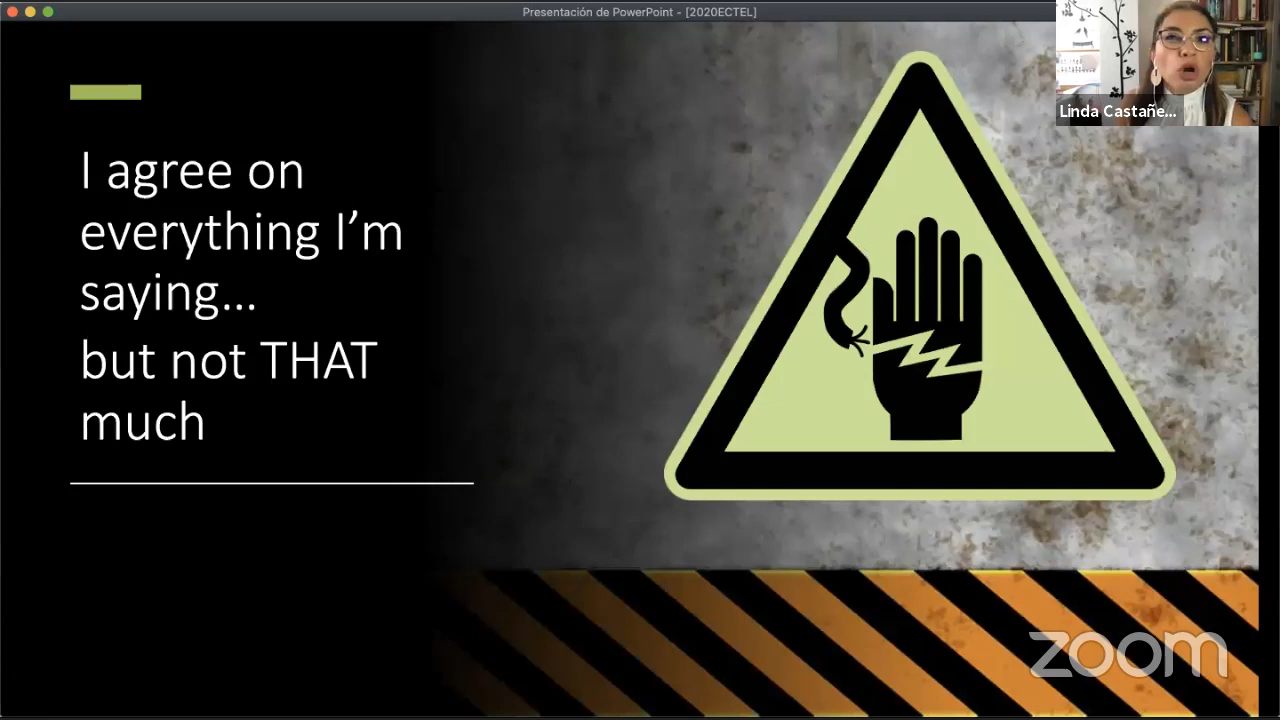 Presentación de PowerPoint - [2020ECTEL]
Linda Castañe...
I agree on
everything I’m
saying…
but not THAT
much
zoom